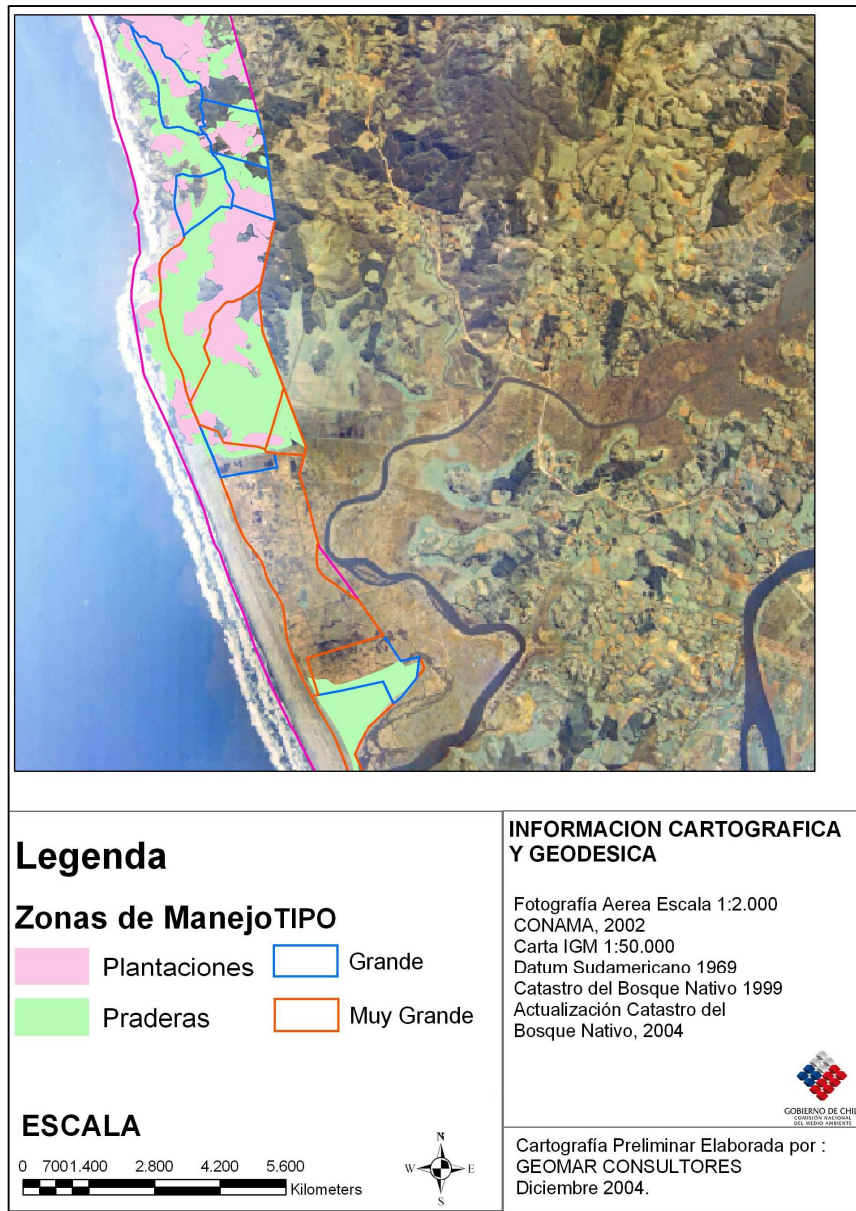 Legenda
Zonas de Manejo TIPO
Plantaciones
Grande
Praderas
Muy Grande
ESCALA
0 700 1.400 2.800 4.200 5.600
Kilometers
N
W E
S
INFORMACION CARTOGRAFICA
Y GEODESICA
Fotografía Aerea Escala 1:2.000
CONAMA, 2002
Carta IGM 1:50.000
Datum Sudamericano 1969
Catastro del Bosque Nativo 1999
Actualización Catastro del
Bosque Nativo, 2004
GOBIERNO DE CHIL
COMISIÓN NACIONAL
DEL MEDIO AMBIENTE
Cartografía Preliminar Elaborada por :
GEOMAR CONSULTORES
Diciembre 2004.